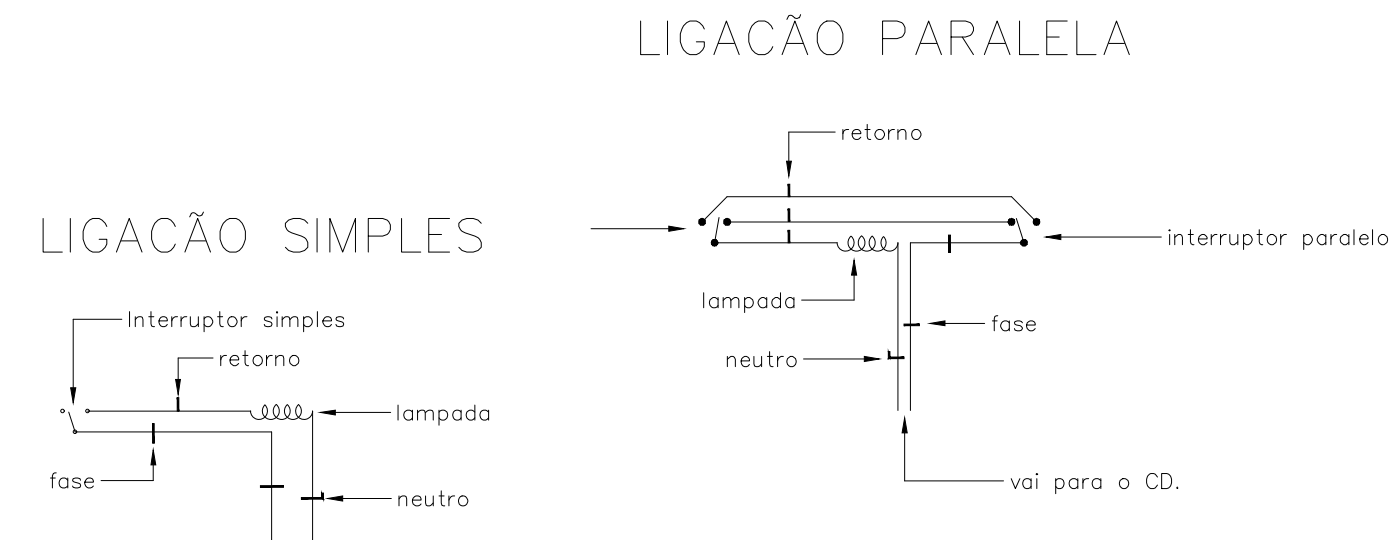 LIGACÃO PARALELA
retorno
LIGACÃO SIMPLES
interruptor paralelo
lampada
Interruptor simples
fase
retorno
neutro
lampada
fase
vai para o CD.
neutro